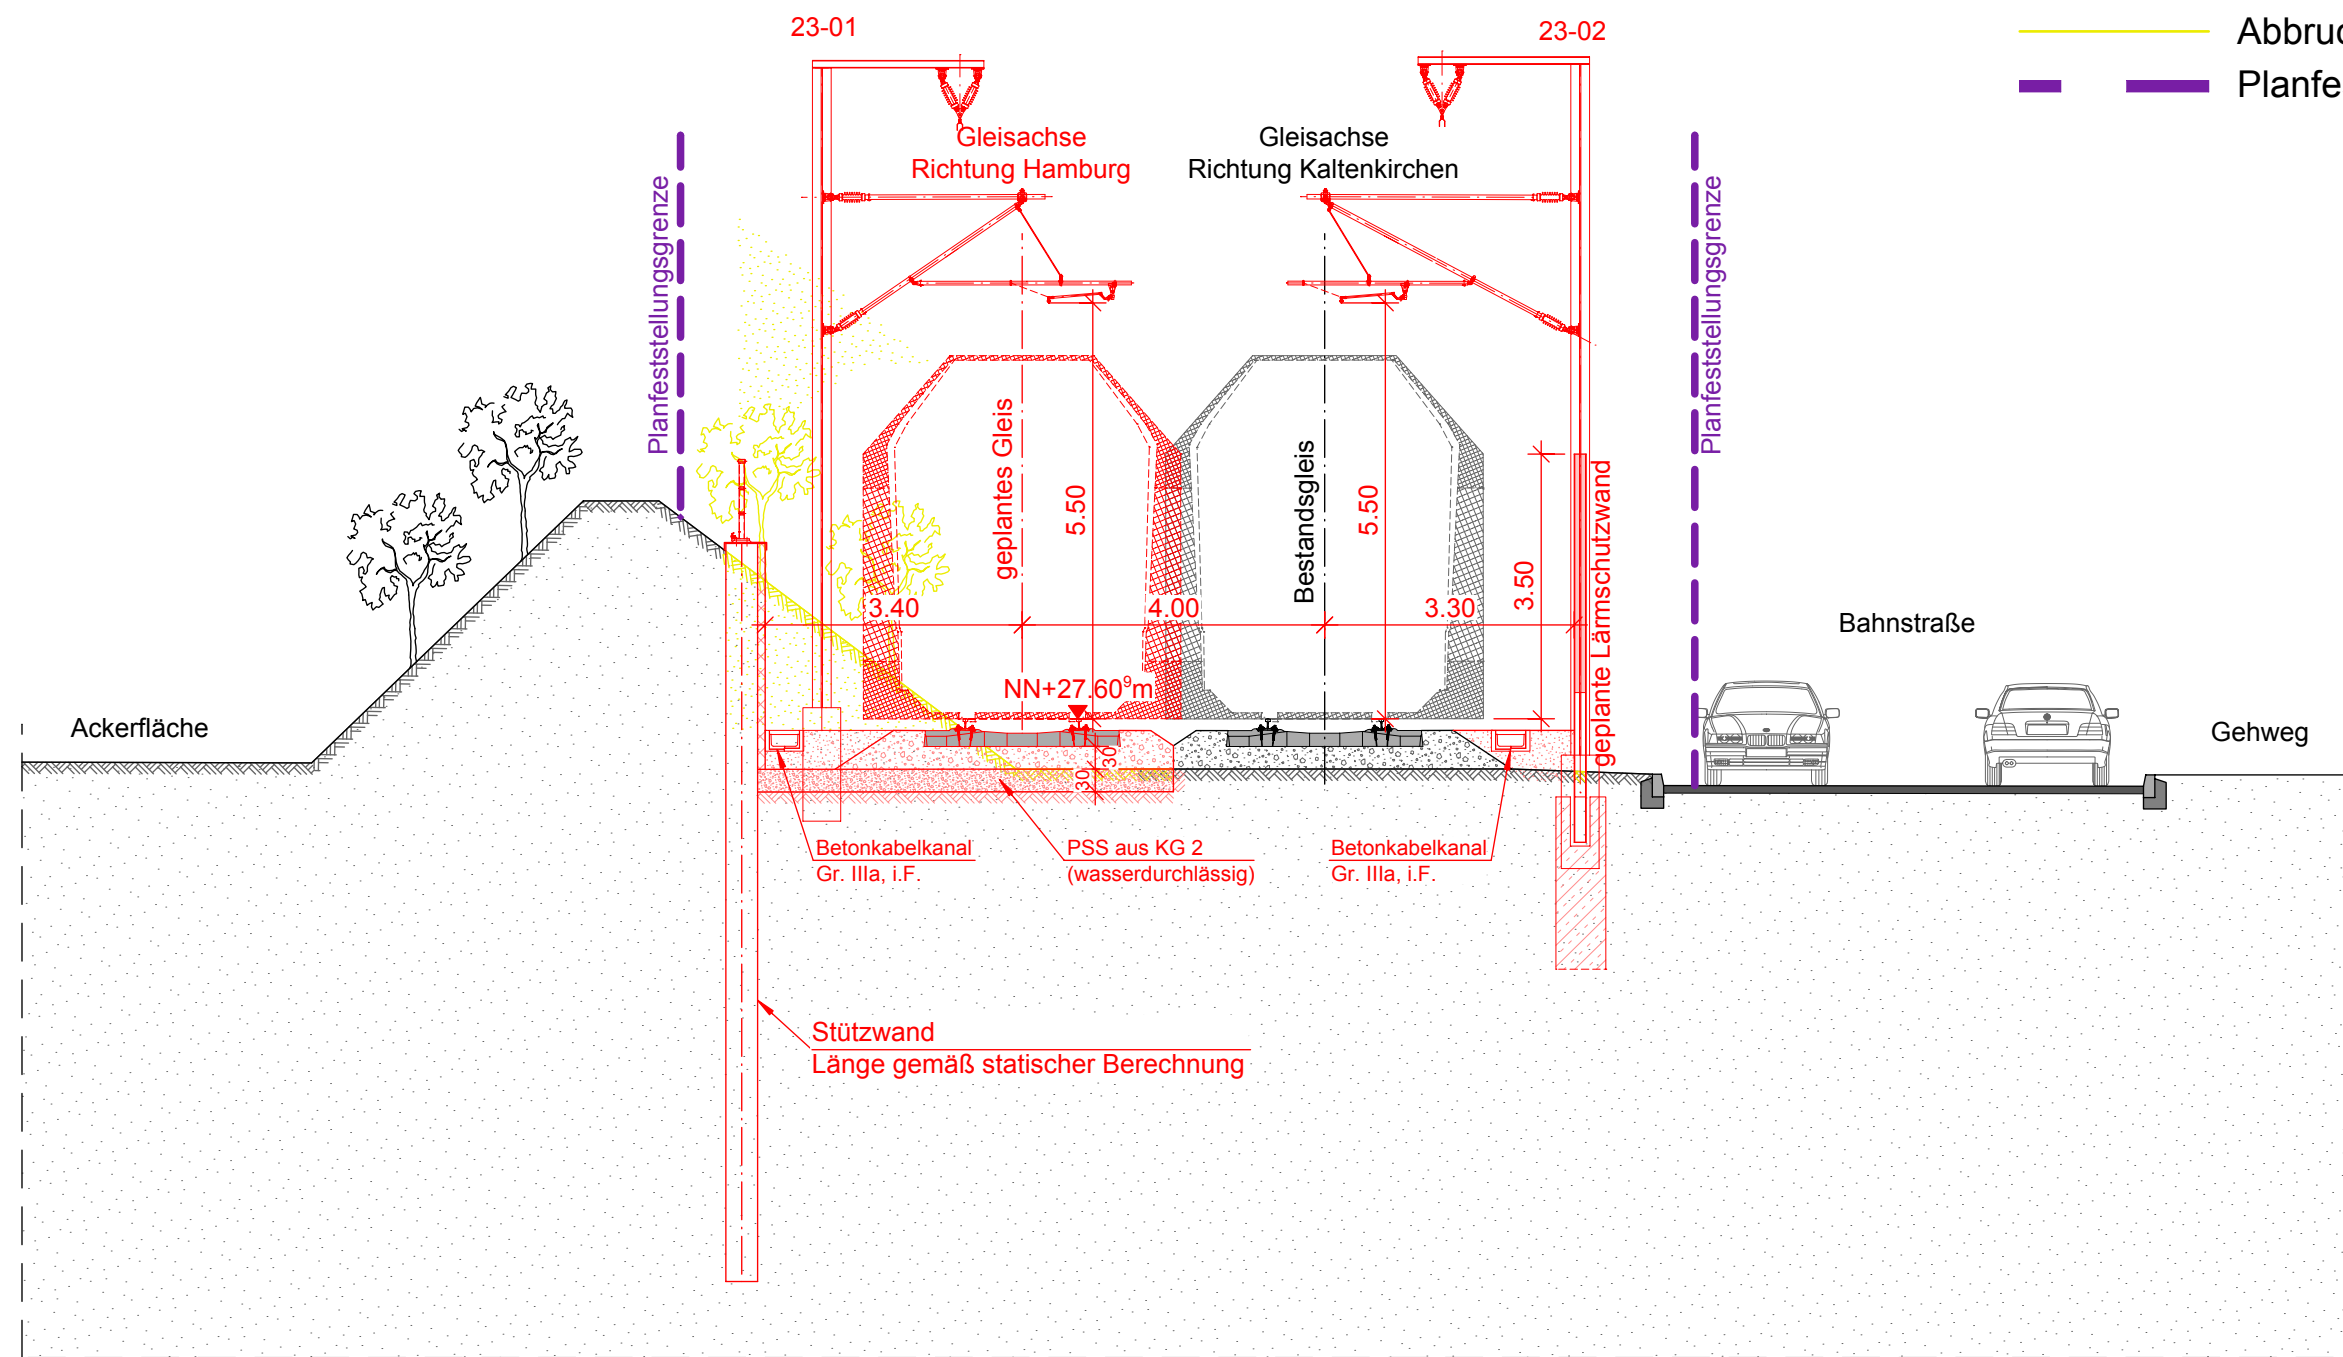 23-01
23-02
Abbruc
Planfe
Gleisachse
Richtung Hamburg
Gleisachse
Richtung Kaltenkirchen
Planfeststellungsgrenze
Planfeststellungsgrenze
geplantes Gleis
5.50
Bestandsgleis
5.50
3.50
geplante Lärmschutzwand
3.40
4.00
3.30
Bahnstraße
NN+27.60⁹m
Ackerfläche
Gehweg
30
30
Betonkabelkanal
Gr. IIIa, i.F.
PSS aus KG 2
(wasserdurchlässig)
Betonkabelkanal
Gr. IIIa, i.F.
Stützwand
Länge gemäß statischer Berechnung